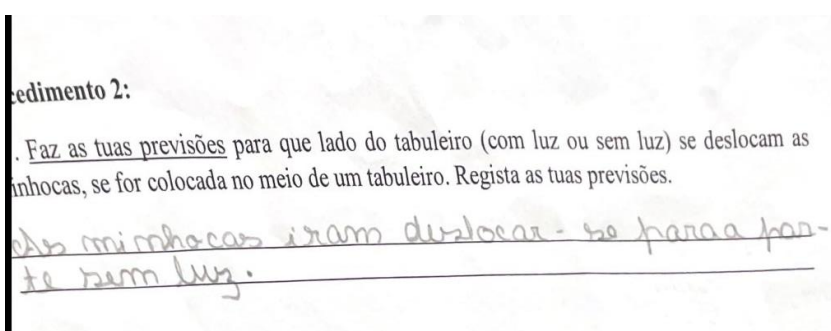 cedimento 2:
. Faz as tuas previsões para que lado do tabuleiro (com luz ou sem luz) se deslocam as
inhocas, se for colocada no meio de um tabuleiro. Regista as tuas previsões.
As minhocas iram deslocar-se para a par-
te sem luz.